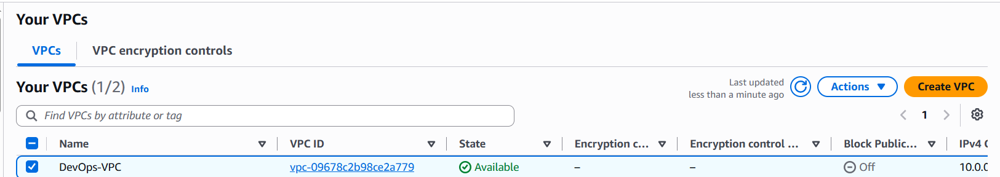 Your VPCs
VPCs
VPC encryption controls
Your VPCs (1/2) Info
Last updated
less than a minute ago
Actions
Create VPC
Find VPCs by attribute or tag
1
Name
VPC ID
State
Encryption c...
Encryption control ...
Block Public...
IPv4
DevOps-VPC
vpc-09678c2b98ce2a779
Available
–
–
Off
10.0.0